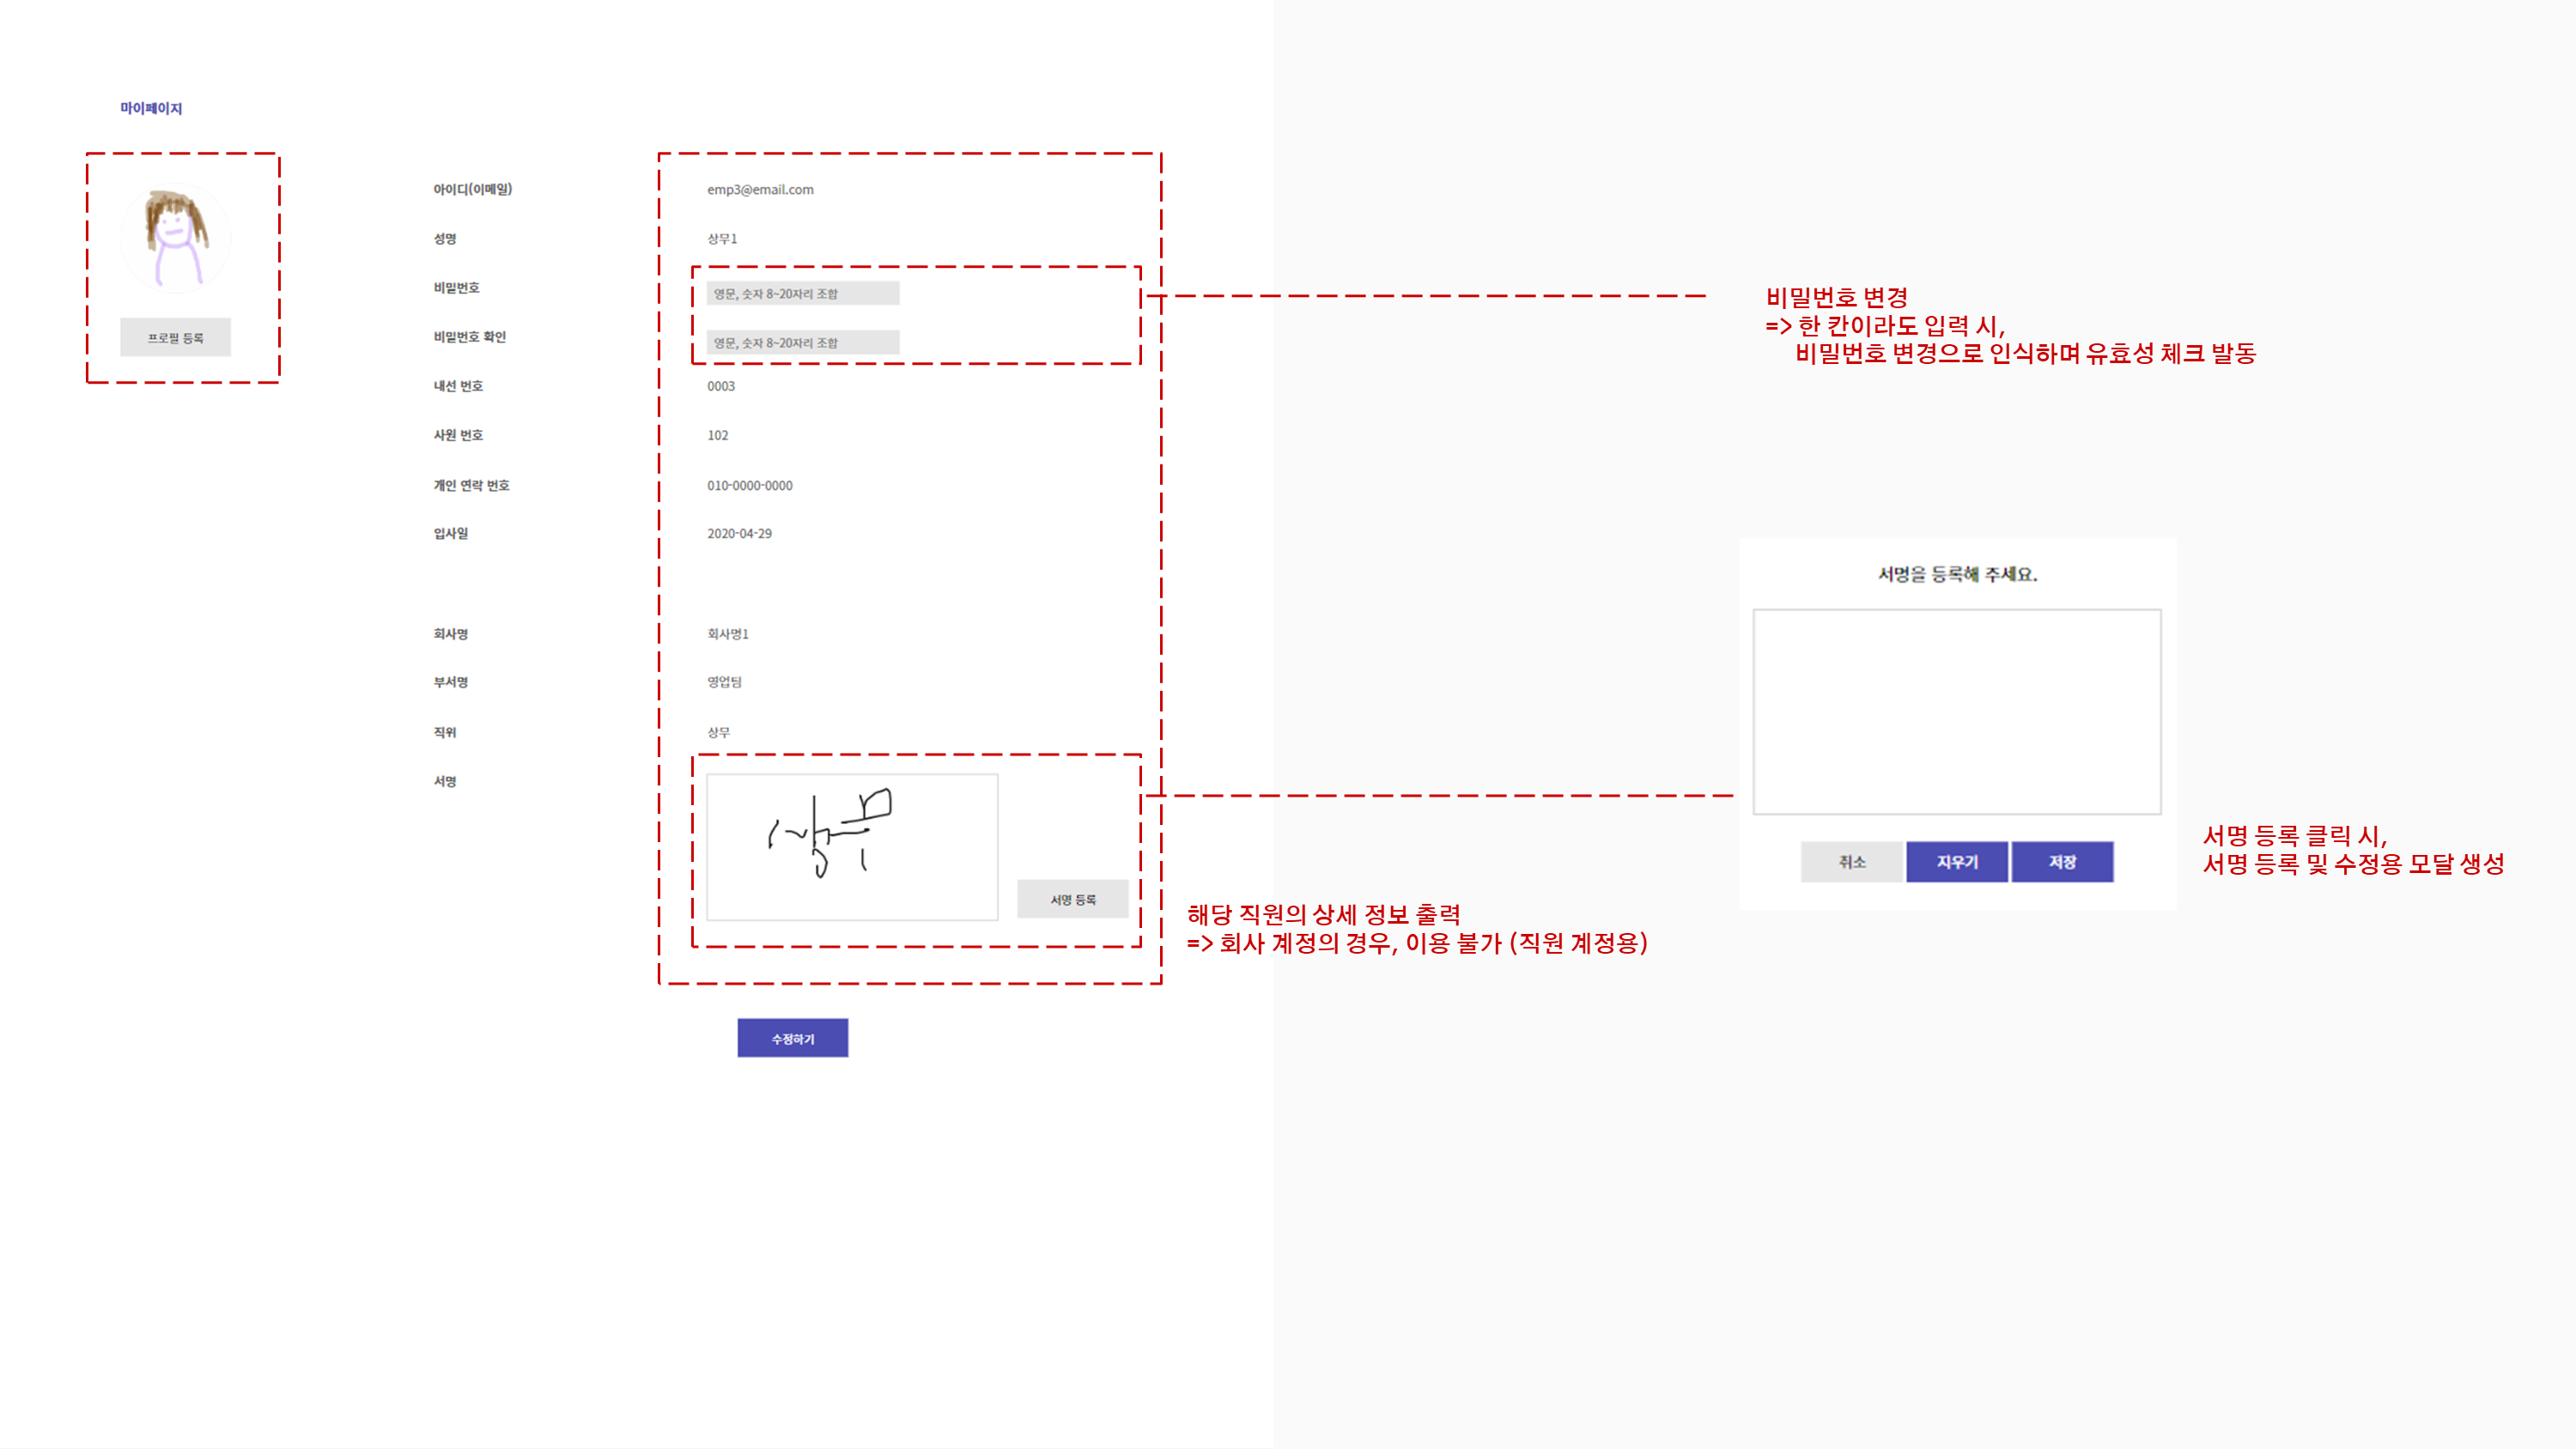 마이페이지
프로필 등록
아이디(이메일) emp3@email.com
성명 상무1
비밀번호 영문, 숫자 8~20자리 조합
비밀번호 확인 영문, 숫자 8~20자리 조합
내선 번호 0003
사원 번호 102
개인 연락 번호 010-0000-0000
입사일 2020-04-29
회사명 회사명1
부서명 영업팀
직위 상무
서명
서명 등록
수정하기
비밀번호 변경
=> 한 칸이라도 입력 시,
비밀번호 변경으로 인식하며 유효성 체크 발동
해당 직원의 상세 정보 출력
=> 회사 계정의 경우, 이용 불가 (직원 계정용)
서명을 등록해 주세요.
취소 지우기 저장
서명 등록 클릭 시,
서명 등록 및 수정용 모달 생성